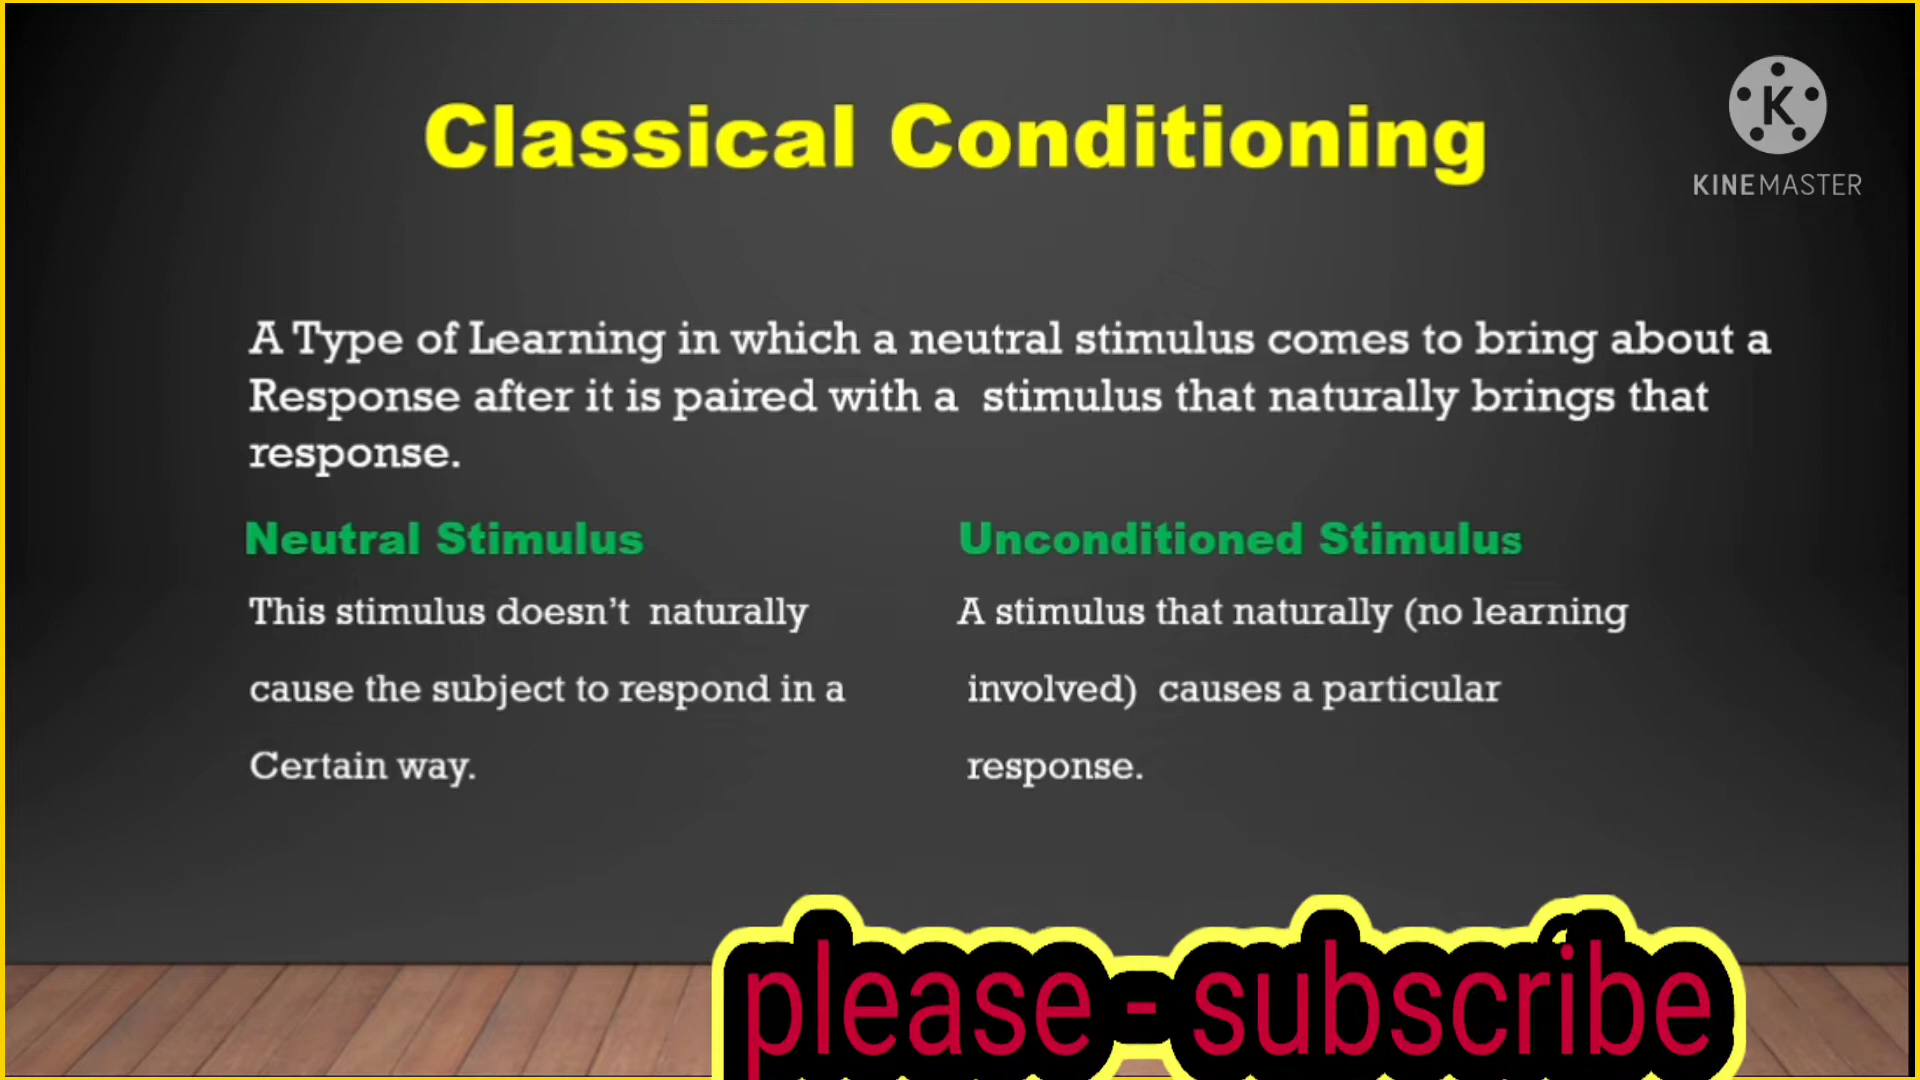 Classical Conditioning
K
KINEMASTER
A Type of Learning in which a neutral stimulus comes to bring about a
Response after it is paired with a stimulus that naturally brings that
response.
Neutral Stimulus
This stimulus doesn't naturally
cause the subject to respond in a
Certain way.
Unconditioned Stimulus
A stimulus that naturally (no learning
involved) causes a particular
response.
please - subscribe